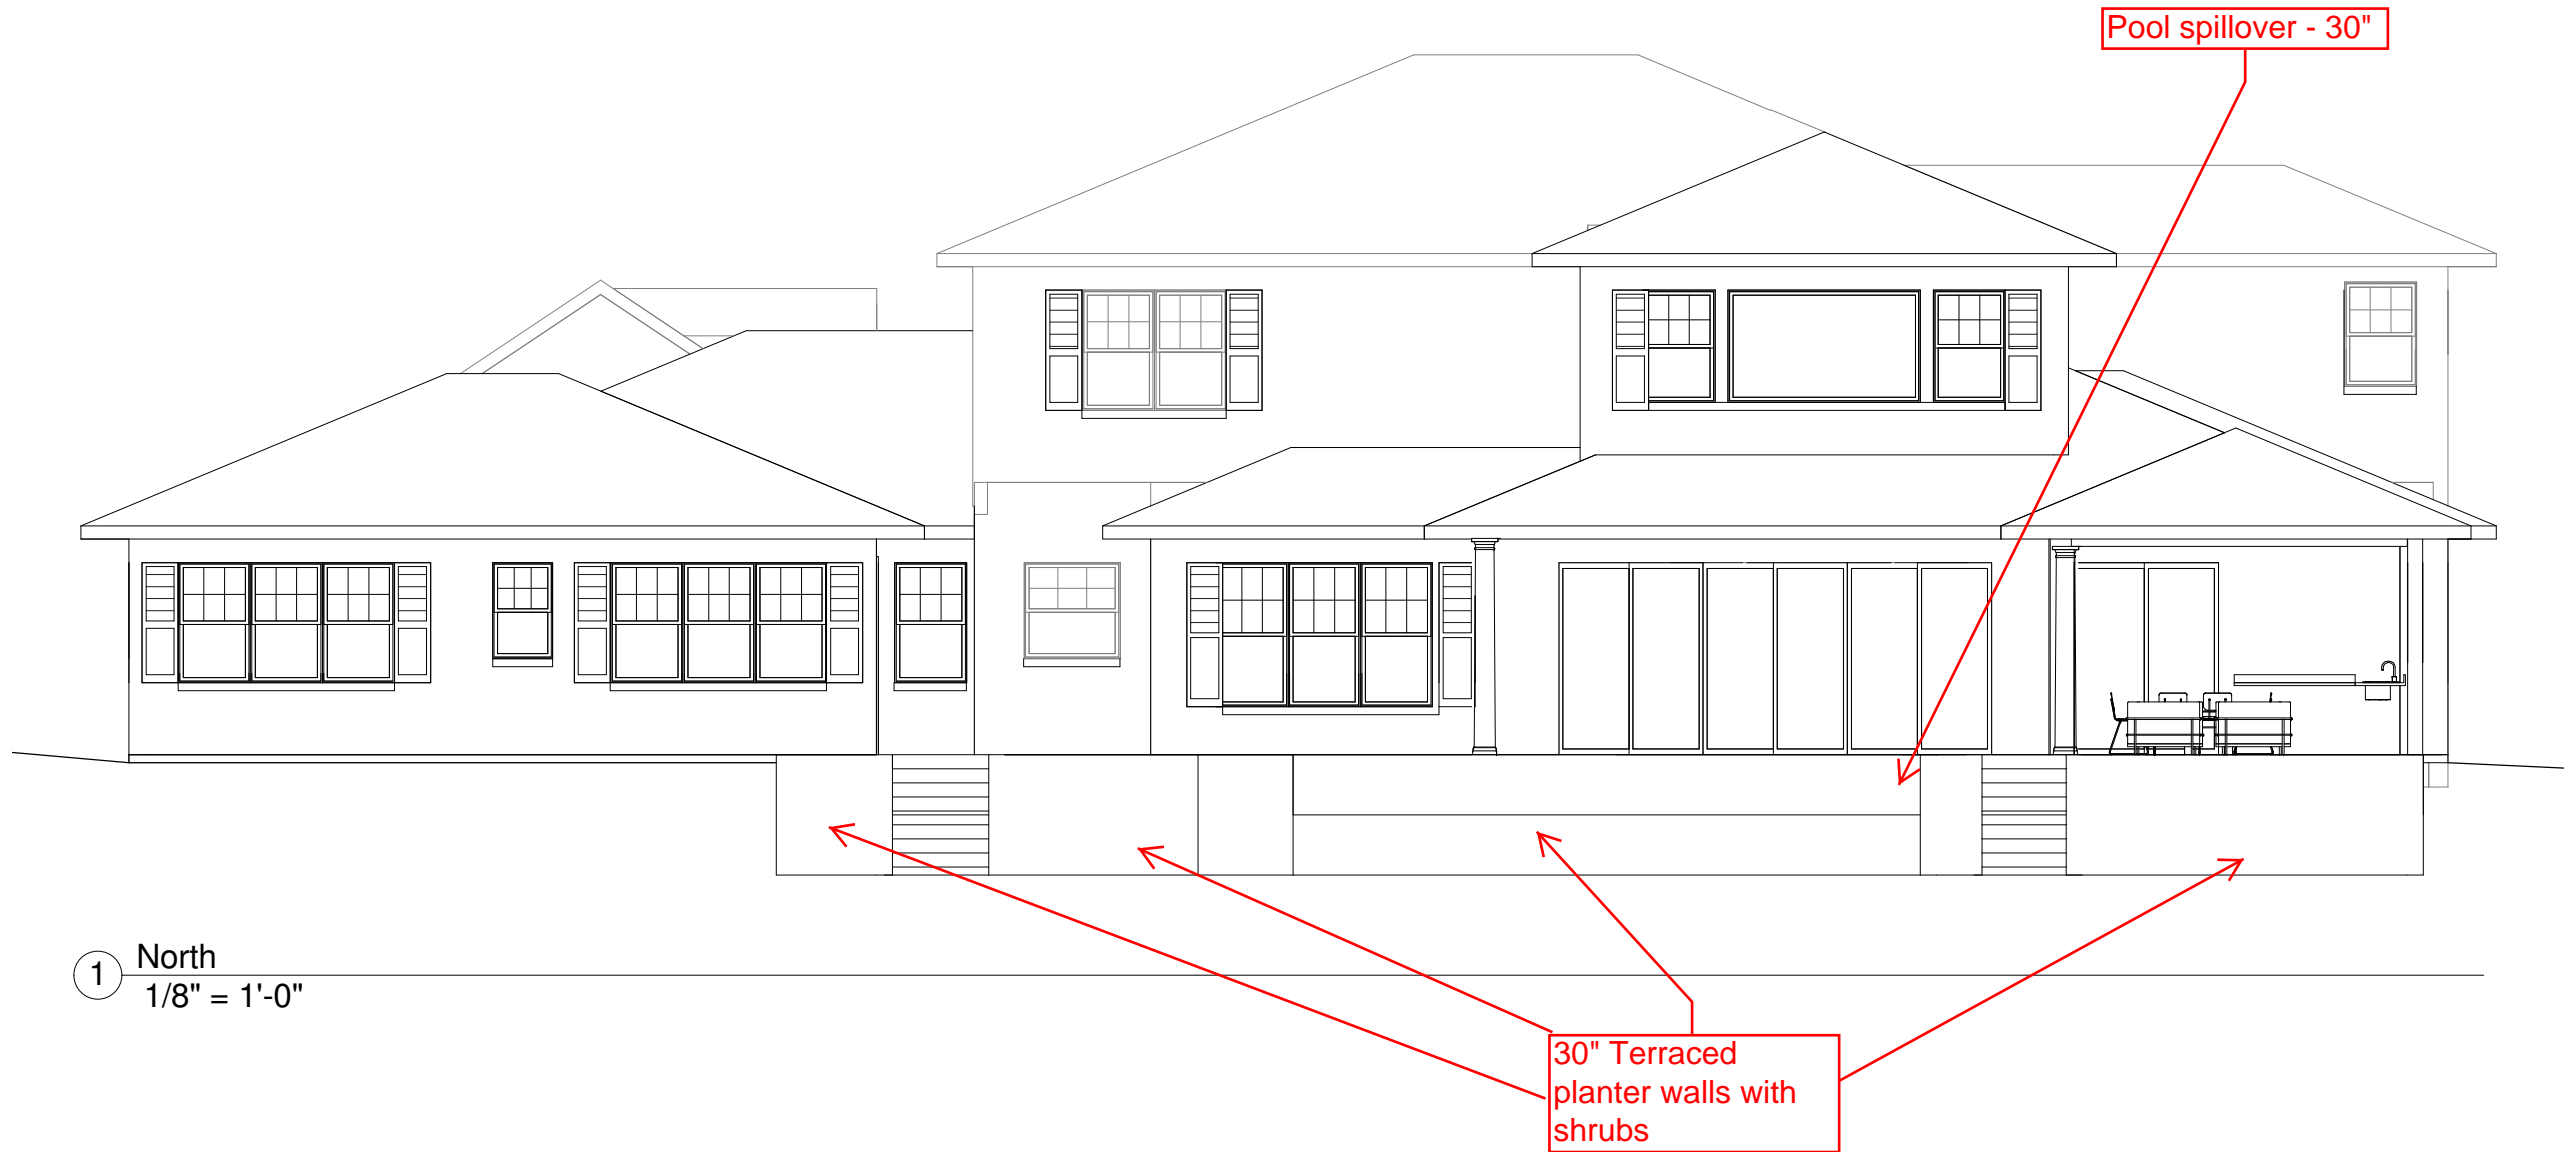 Pool spillover - 30"
1
North
1/8" = 1'-0"
30" Terraced
planter walls with
shrubs